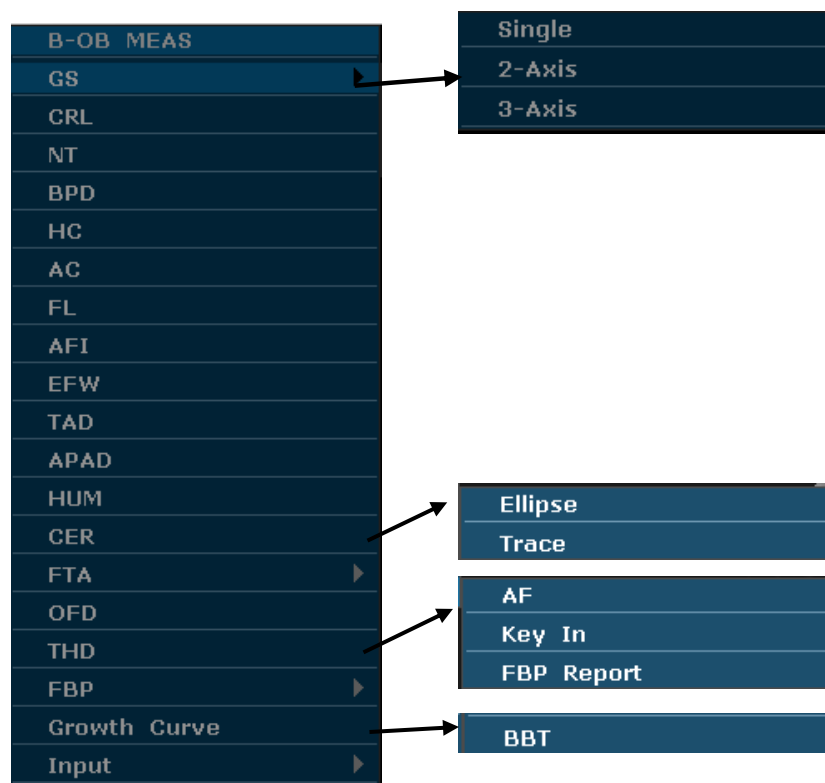 B-OB MEAS
GS
CRL
NT
BPD
HC
AC
FL
AFI
EFW
TAD
APAD
HUM
CER
FTA
OFD
THD
FBP
Growth Curve
Input
Single
2-Axis
3-Axis
Ellipse
Trace
AF
Key In
FBP Report
BBT